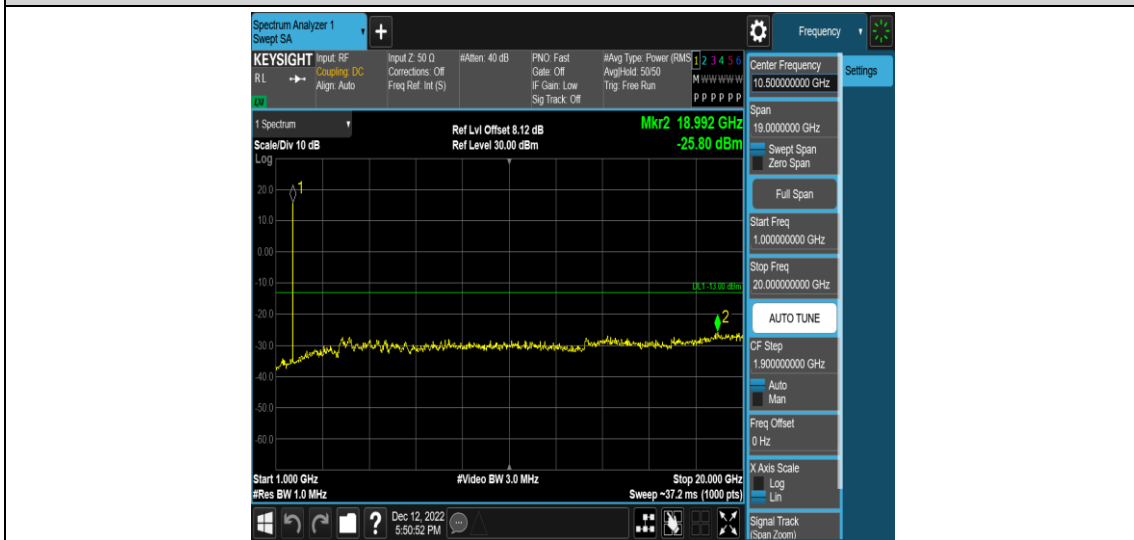 Spectrum Analyzer 1
Swept SA
+
Frequency
KEYSIGHT
RL
LXI
Input: RF
Coupling: DC
Align: Auto
Input Z: 50 Ω
Corrections: Off
Freq Ref: Int (S)
#Atten: 40 dB
PNO: Fast
Gate: Off
IF Gain: Low
Sig Track: Off
#Avg Type: Power (RMS
Avg|Hold: 50/50
Trig: Free Run
1 2 3 4 5 6
M W W W W W
P P P P P P
1 Spectrum
Scale/Div 10 dB
Log
Ref Lvl Offset 8.12 dB
Ref Level 30.00 dBm
Mkr2 18.992 GHz
-25.80 dBm
20.0
10.0
0.00
-10.0
-20.0
-30.0
-40.0
-50.0
-60.0
1
DL1 -13.00 dBm
2
Start 1.000 GHz
#Res BW 1.0 MHz
#Video BW 3.0 MHz
Stop 20.000 GHz
Sweep ~37.2 ms (1000 pts)
Center Frequency
10.500000000 GHz
Settings
Span
19.0000000 GHz
Swept Span
Zero Span
Full Span
Start Freq
1.000000000 GHz
Stop Freq
20.000000000 GHz
AUTO TUNE
CF Step
1.900000000 GHz
Auto
Man
Freq Offset
0 Hz
X Axis Scale
Log
Lin
Signal Track
(Span Zoom)
?
Dec 12, 2022
5:50:52 PM